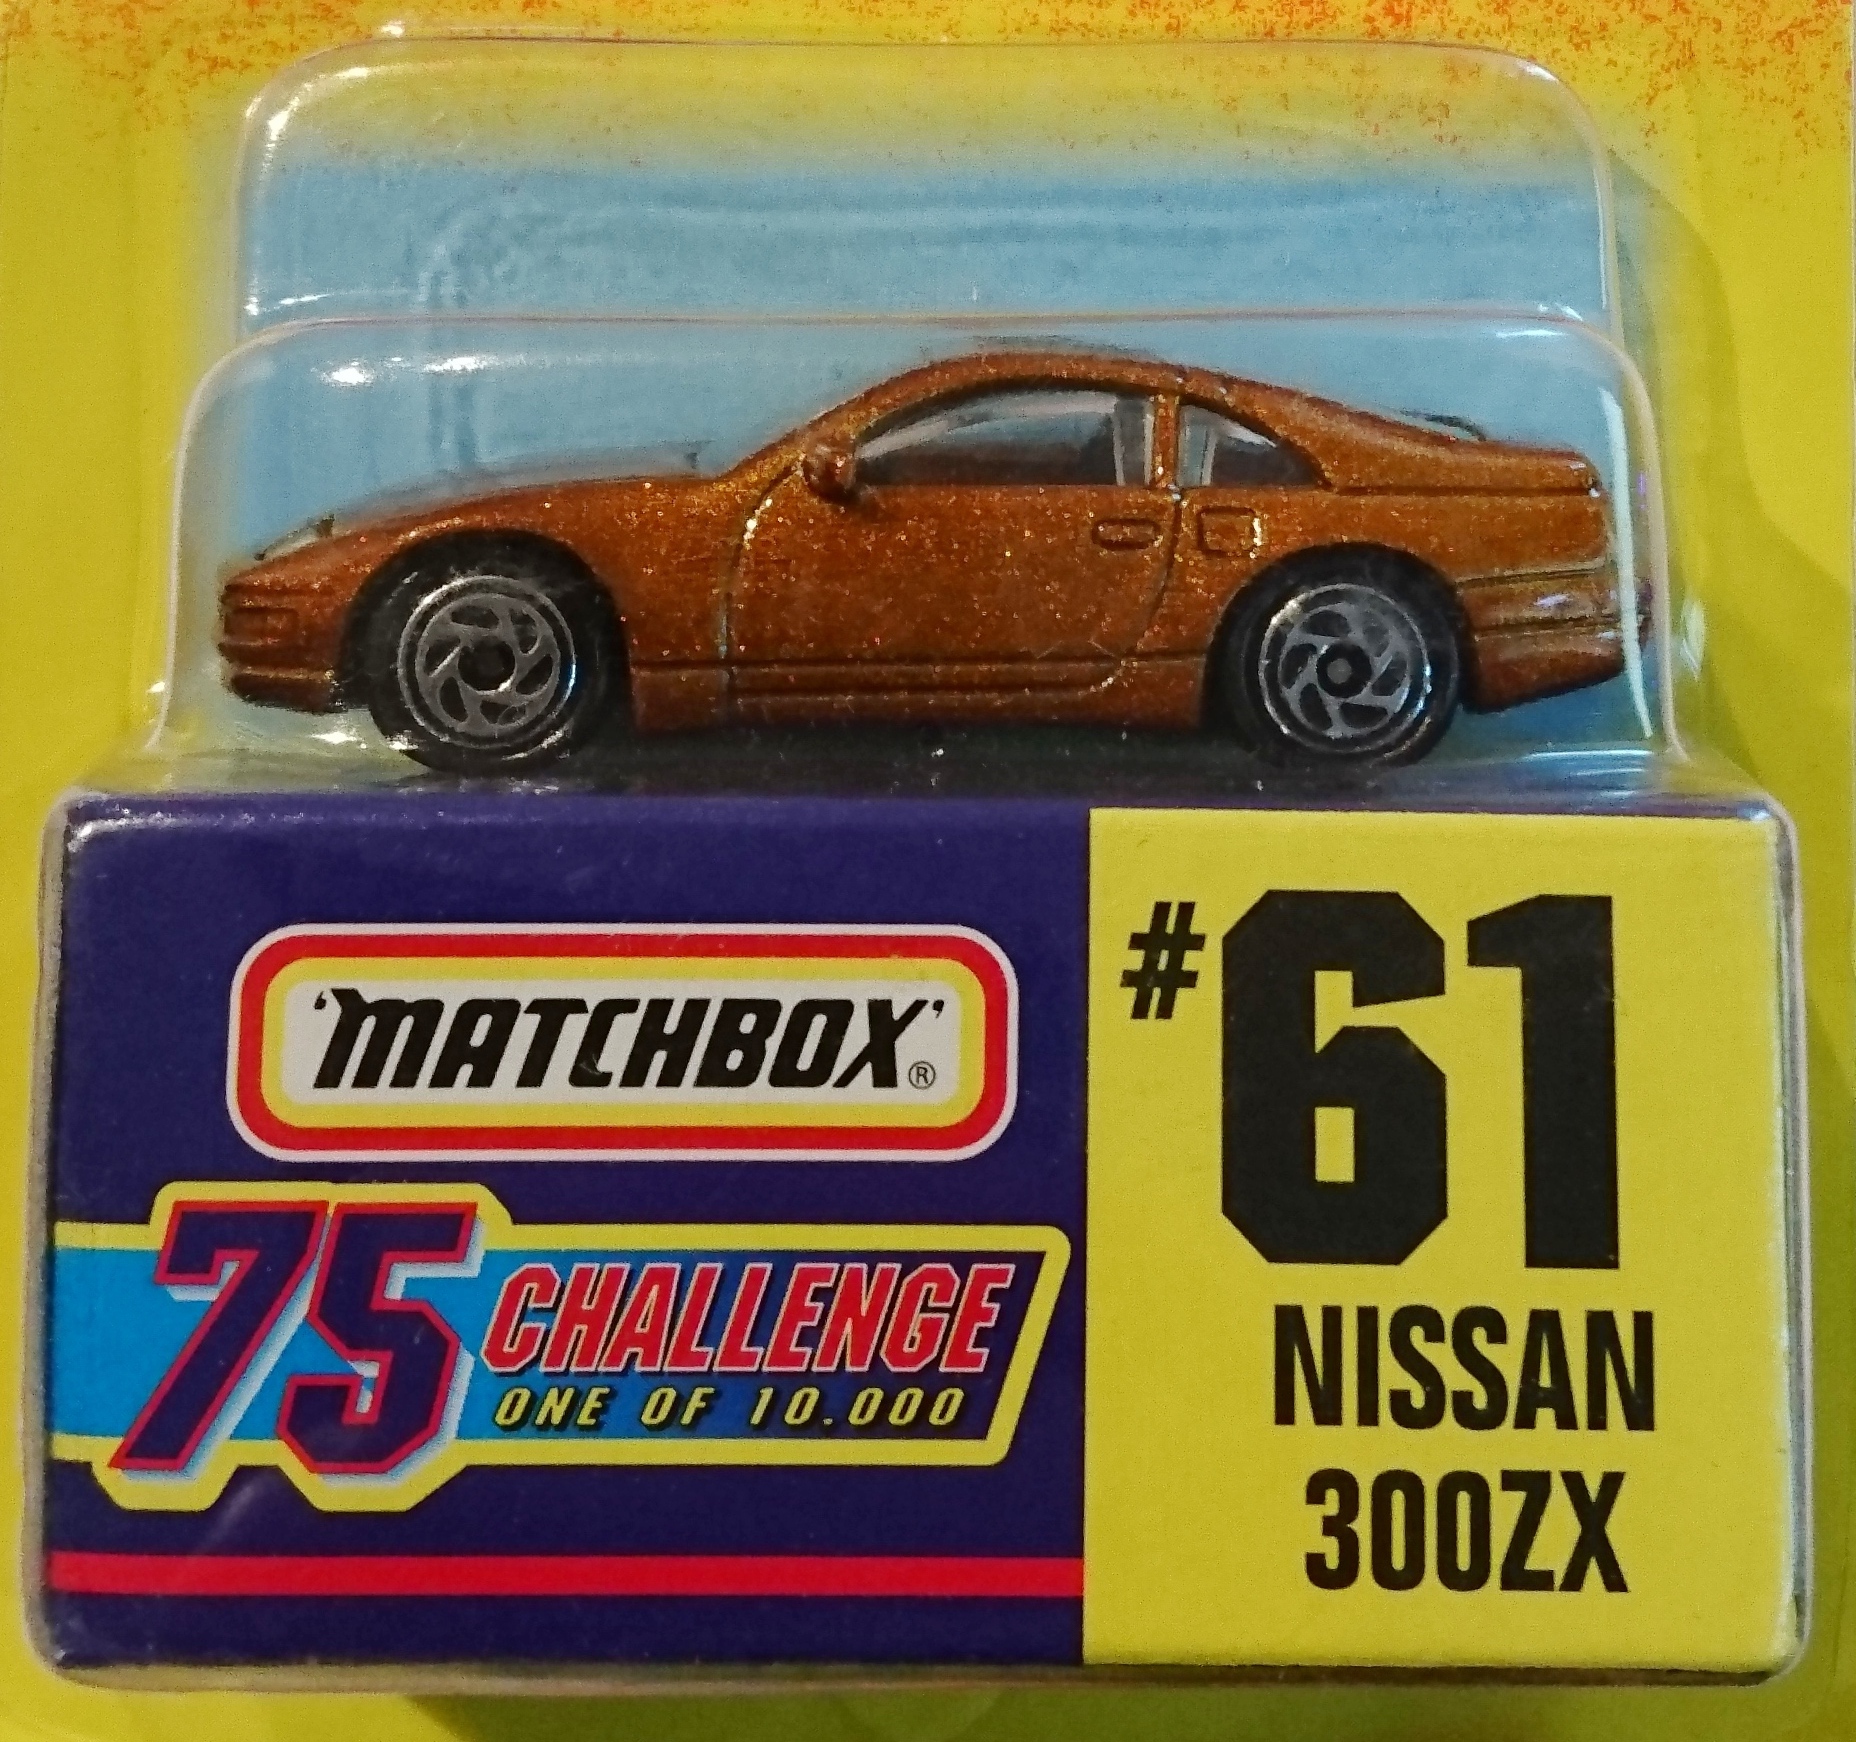 'MATCHBOX'®
75 CHALLENGE
ONE OF 10.000
#61
NISSAN
300ZX